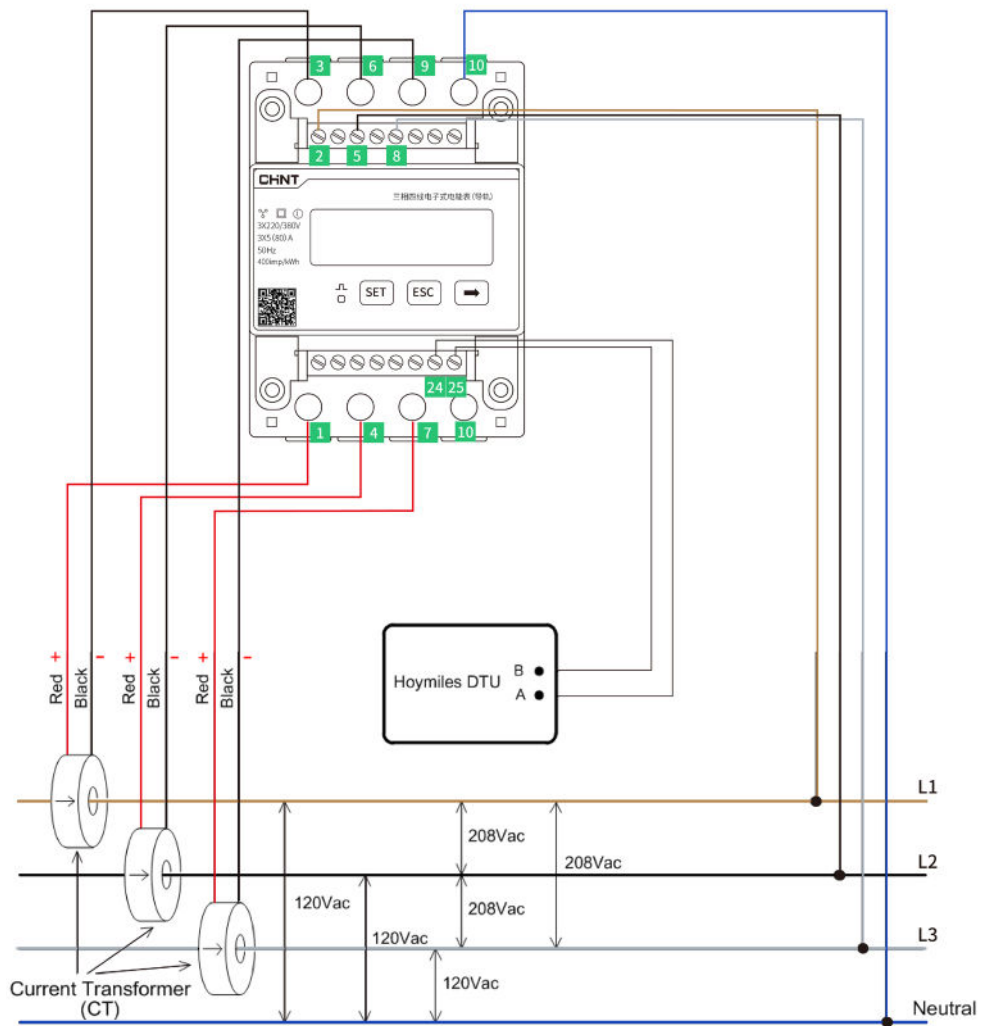 3 6 9 10
2 5 8
CHNT
三相四线电子式电能表(导轨)
3X220/380V
3X5(80)A
50Hz
400imp/kWh
SET ESC
24 25
1 4 7 10
Hoymiles DTU
B
A
Red + Black - Red + Black - Red + Black -
L1
208Vac
208Vac
L2
120Vac
208Vac
120Vac
L3
120Vac
Current Transformer
(CT)
Neutral